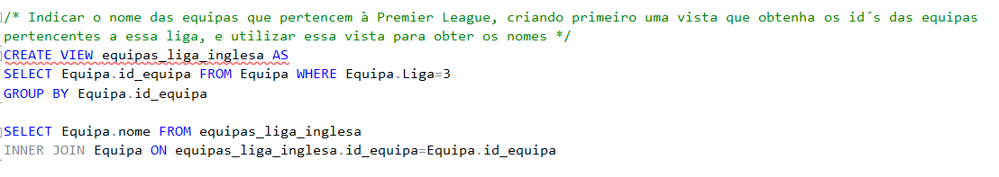 /* Indicar o nome das equipas que pertencem à Premier League, criando primeiro uma vista que obtenha os id´s das equipas
pertencentes a essa liga, e utilizar essa vista para obter os nomes */
CREATE VIEW equipas_liga_inglesa AS
SELECT Equipa.id_equipa FROM Equipa WHERE Equipa.Liga=3
GROUP BY Equipa.id_equipa
SELECT Equipa.nome FROM equipas_liga_inglesa
INNER JOIN Equipa ON equipas_liga_inglesa.id_equipa=Equipa.id_equipa